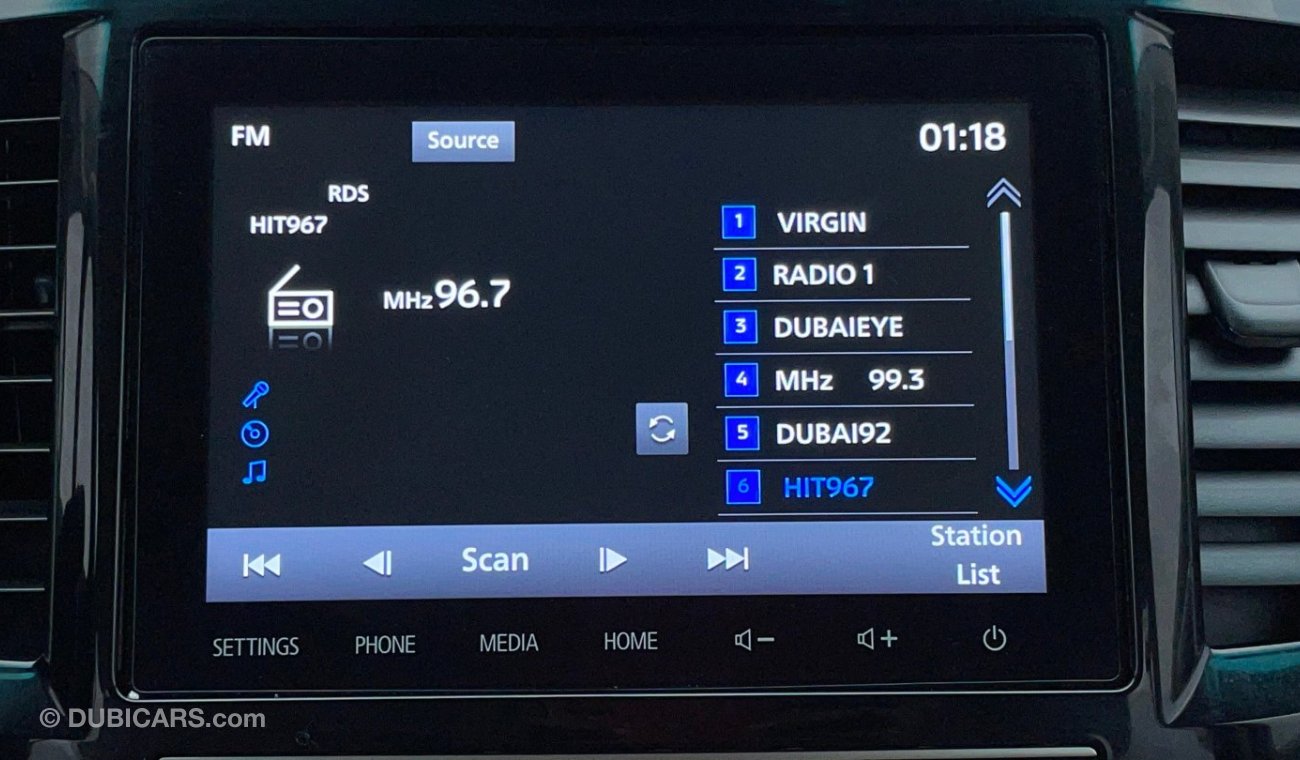 FM
Source
01:18
RDS
HIT967
MHz 96.7
1 VIRGIN
2 RADIO 1
3 DUBAIEYE
4 MHz 99.3
5 DUBAI92
6 HIT967
Scan
Station
List
SETTINGS PHONE MEDIA HOME
© DUBICARS.com